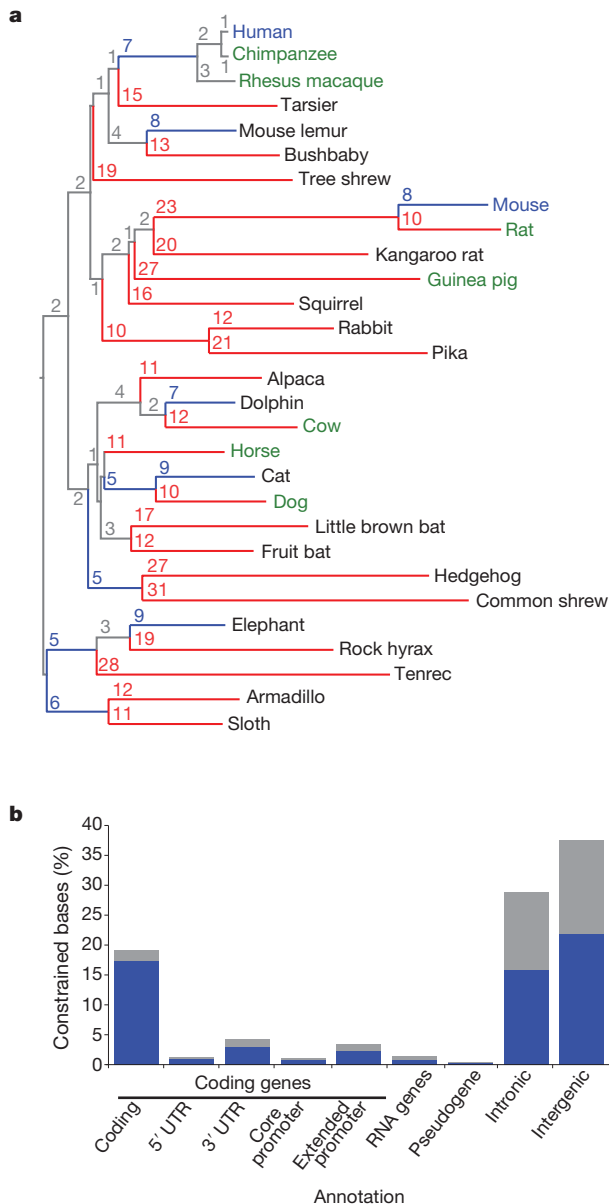 a
1
2
Human
7
1
Chimpanzee
3
1
Rhesus macaque
1
15
Tarsier
8
Mouse lemur
4
13
Bushbaby
19
Tree shrew
2
8
Mouse
23
10
Rat
2
1
20
Kangaroo rat
2
27
Guinea pig
1
16
Squirrel
2
12
Rabbit
10
21
Pika
11
Alpaca
4
7
Dolphin
2
12
Cow
11
Horse
1
9
Cat
5
10
Dog
2
17
Little brown bat
3
12
Fruit bat
27
Hedgehog
5
31
Common shrew
9
Elephant
3
5
19
Rock hyrax
28
Tenrec
12
Armadillo
6
11
Sloth
b
40
35
30
25
20
15
10
5
0
Constrained bases (%)
Coding genes
Coding
5′ UTR
3′ UTR
Core promoter
Extended promoter
RNA genes
Pseudogene
Intronic
Intergenic
Annotation